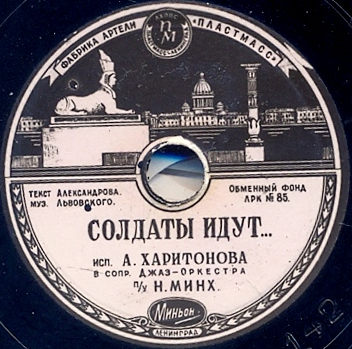 ФАБРИКА АРТЕЛИ «ПЛАСТМАСС»
ТЕКСТ АЛЕКСАНДРОВА.
МУЗ. ЛЬВОВСКОГО.
ОБМЕННЫЙ ФОНД
ЛРК № 85.
СОЛДАТЫ ИДУТ...
ИСП. А. ХАРИТОНОВА
В СОПР. ДЖАЗ-ОРКЕСТРА
П/У Н. МИНХ.
Миньон
ЛЕНИНГРАД
142